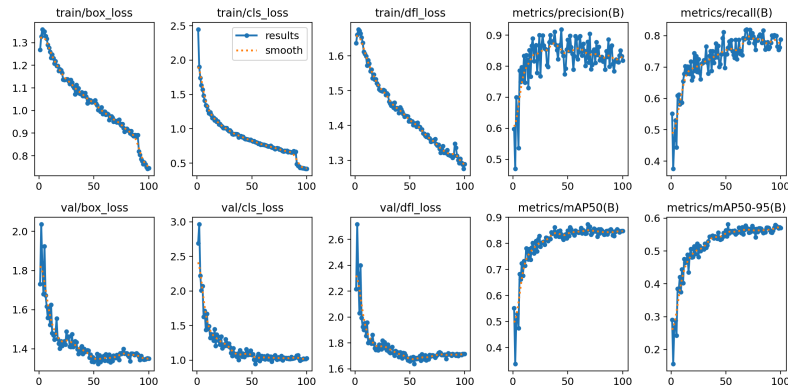 train/box_loss
train/cls_loss
train/dfl_loss
metrics/precision(B)
metrics/recall(B)
results
smooth
1.3
1.2
1.1
1.0
0.9
0.8
0 50 100
2.5
2.0
1.5
1.0
0.5
0 50 100
1.6
1.5
1.4
1.3
0 50 100
0.9
0.8
0.7
0.6
0.5
0 50 100
0.8
0.7
0.6
0.5
0.4
0 50 100
val/box_loss
val/cls_loss
val/dfl_loss
metrics/mAP50(B)
metrics/mAP50-95(B)
2.0
1.8
1.6
1.4
0 50 100
3.0
2.5
2.0
1.5
1.0
0 50 100
2.6
2.4
2.2
2.0
1.8
1.6
0 50 100
0.9
0.8
0.7
0.6
0.5
0.4
0 50 100
0.6
0.5
0.4
0.3
0.2
0 50 100